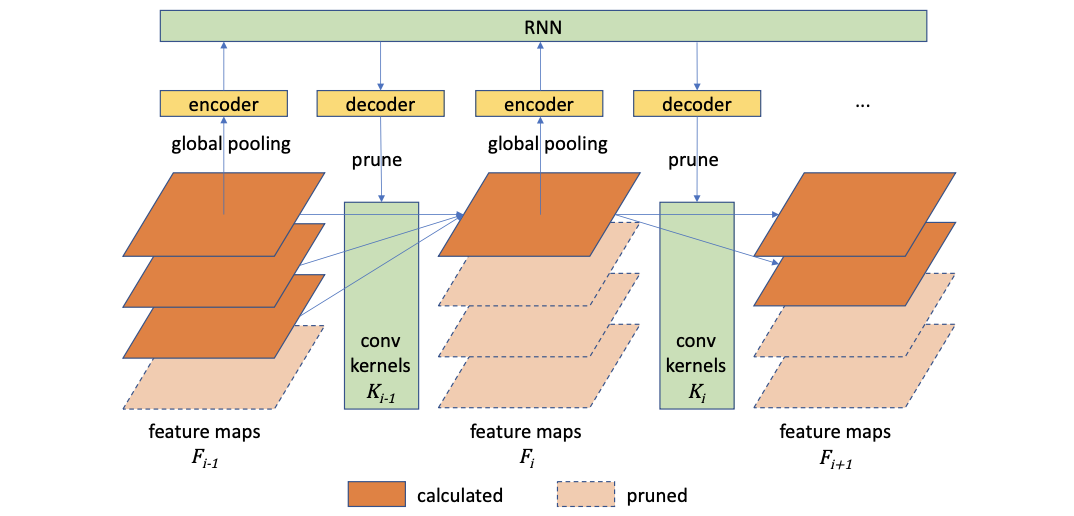 RNN
encoder
decoder
encoder
decoder
...
global pooling
prune
global pooling
prune
conv
kernels
K_{i-1}
conv
kernels
K_i
feature maps
F_{i-1}
feature maps
F_i
feature maps
F_{i+1}
calculated
pruned